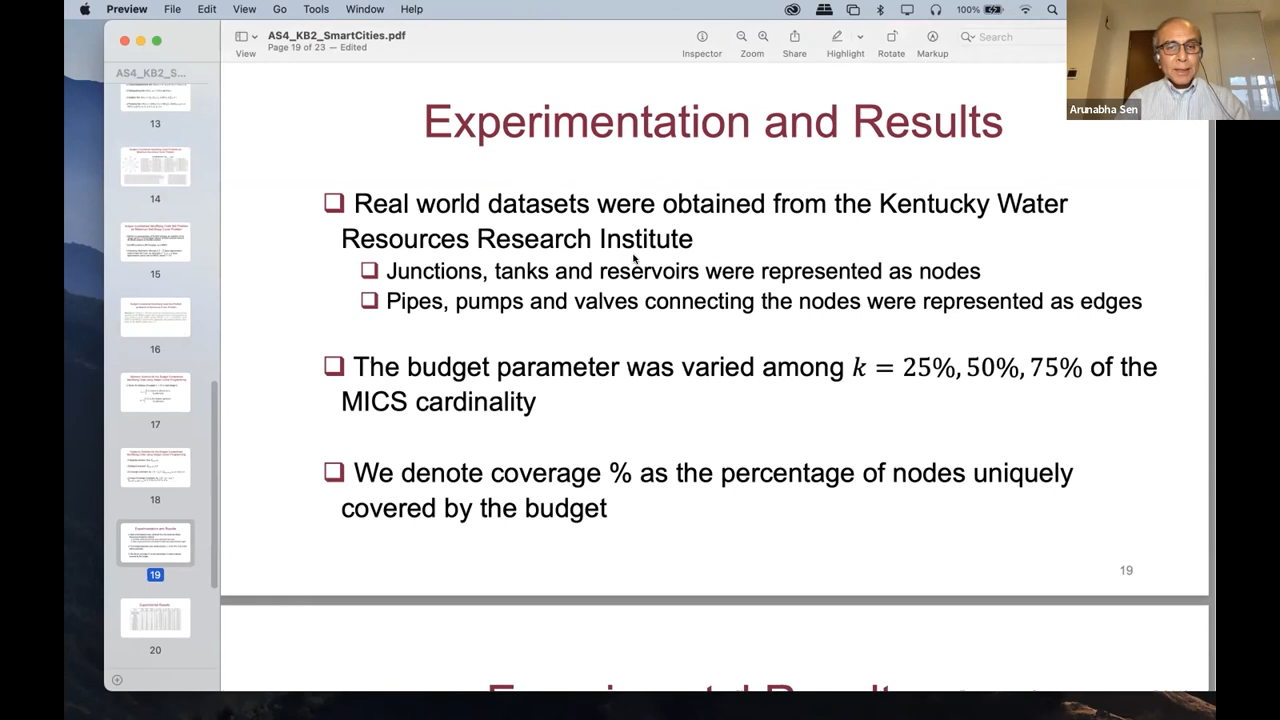 Preview File Edit View Go Tools Window Help 100%
AS4_KB2_SmartCities.pdf
Page 19 of 23 – Edited
View
Inspector Zoom Share Highlight Rotate Markup
Search
Arunabha Sen
AS4_KB2_S...
13
14
15
16
17
18
19
20
Experimentation and Results
Real world datasets were obtained from the Kentucky Water
Resources Research Institute
Junctions, tanks and reservoirs were represented as nodes
Pipes, pumps and valves connecting the nodes were represented as edges
The budget parameter was varied among k = 25%, 50%, 75% of the
MICS cardinality
We denote coverage % as the percentage of nodes uniquely
covered by the budget
19
Experimental Results